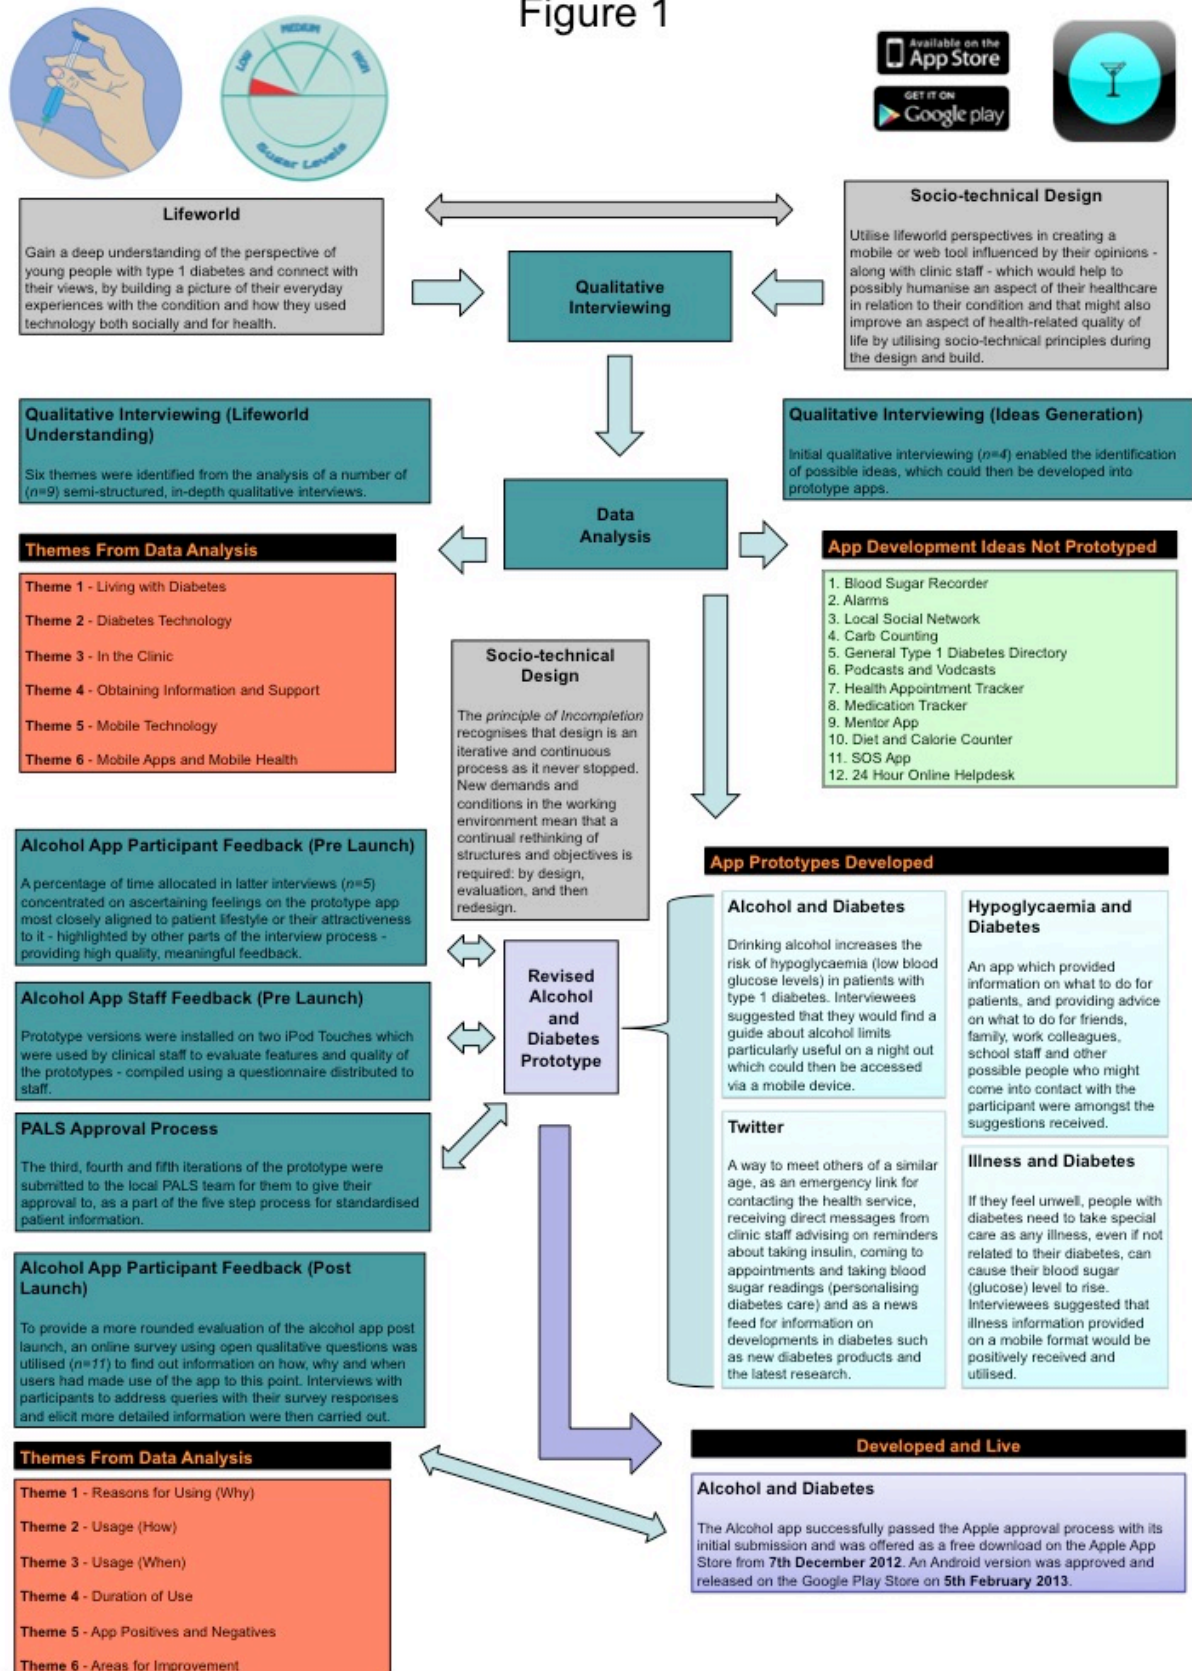 Figure 1
LOW
MEDIUM
HIGH
Sugar Levels
Available on the
App Store
GET IT ON
Google play
Lifeworld
Gain a deep understanding of the perspective of
young people with type 1 diabetes and connect with
their views, by building a picture of their everyday
experiences with the condition and how they used
technology both socially and for health.
Qualitative
Interviewing
Socio-technical Design
Utilise lifeworld perspectives in creating a
mobile or web tool influenced by their opinions -
along with clinic staff - which would help to
possibly humanise an aspect of their healthcare
in relation to their condition and that might also
improve an aspect of health-related quality of
life by utilising socio-technical principles during
the design and build.
Qualitative Interviewing (Lifeworld
Understanding)
Six themes were identified from the analysis of a number of
(n=9) semi-structured, in-depth qualitative interviews.
Data
Analysis
Qualitative Interviewing (Ideas Generation)
Initial qualitative interviewing (n=4) enabled the identification
of possible ideas, which could then be developed into
prototype apps.
Themes From Data Analysis
Theme 1 - Living with Diabetes
Theme 2 - Diabetes Technology
Theme 3 - In the Clinic
Theme 4 - Obtaining Information and Support
Theme 5 - Mobile Technology
Theme 6 - Mobile Apps and Mobile Health
App Development Ideas Not Prototyped
1. Blood Sugar Recorder
2. Alarms
3. Local Social Network
4. Carb Counting
5. General Type 1 Diabetes Directory
6. Podcasts and Vodcasts
7. Health Appointment Tracker
8. Medication Tracker
9. Mentor App
10. Diet and Calorie Counter
11. SOS App
12. 24 Hour Online Helpdesk
Socio-technical
Design
The principle of Incompletion
recognises that design is an
iterative and continuous
process as it never stopped.
New demands and
conditions in the working
environment mean that a
continual rethinking of
structures and objectives is
required: by design,
evaluation, and then
redesign.
Alcohol App Participant Feedback (Pre Launch)
A percentage of time allocated in latter interviews (n=5)
concentrated on ascertaining feelings on the prototype app
most closely aligned to patient lifestyle or their attractiveness
to it - highlighted by other parts of the interview process -
providing high quality, meaningful feedback.
Alcohol App Staff Feedback (Pre Launch)
Prototype versions were installed on two iPod Touches which
were used by clinical staff to evaluate features and quality of
the prototypes - compiled using a questionnaire distributed to
staff.
PALS Approval Process
The third, fourth and fifth iterations of the prototype were
submitted to the local PALS team for them to give their
approval to, as a part of the five step process for standardised
patient information.
Revised
Alcohol
and
Diabetes
Prototype
App Prototypes Developed
Alcohol and Diabetes
Drinking alcohol increases the
risk of hypoglycaemia (low blood
glucose levels) in patients with
type 1 diabetes. Interviewees
suggested that they would find a
guide about alcohol limits
particularly useful on a night out
which could then be accessed
via a mobile device.
Hypoglycaemia and
Diabetes
An app which provided
information on what to do for
patients, and providing advice
on what to do for friends,
family, work colleagues,
school staff and other
possible people who might
come into contact with the
participant were amongst the
suggestions received.
Twitter
A way to meet others of a similar
age, as an emergency link for
contacting the health service,
receiving direct messages from
clinic staff advising on reminders
about taking insulin, coming to
appointments and taking blood
sugar readings (personalising
diabetes care) and as a news
feed for information on
developments in diabetes such
as new diabetes products and
the latest research.
Illness and Diabetes
If they feel unwell, people with
diabetes need to take special
care as any illness, even if not
related to their diabetes, can
cause their blood sugar
(glucose) level to rise.
Interviewees suggested that
illness information provided
on a mobile format would be
positively received and
utilised.
Alcohol App Participant Feedback (Post
Launch)
To provide a more rounded evaluation of the alcohol app post
launch, an online survey using open qualitative questions was
utilised (n=11) to find out information on how, why and when
users had made use of the app to this point. Interviews with
participants to address queries with their survey responses
and elicit more detailed information were then carried out.
Themes From Data Analysis
Theme 1 - Reasons for Using (Why)
Theme 2 - Usage (How)
Theme 3 - Usage (When)
Theme 4 - Duration of Use
Theme 5 - App Positives and Negatives
Theme 6 - Areas for Improvement
Developed and Live
Alcohol and Diabetes
The Alcohol app successfully passed the Apple approval process with its
initial submission and was offered as a free download on the Apple App
Store from 7th December 2012. An Android version was approved and
released on the Google Play Store on 5th February 2013.